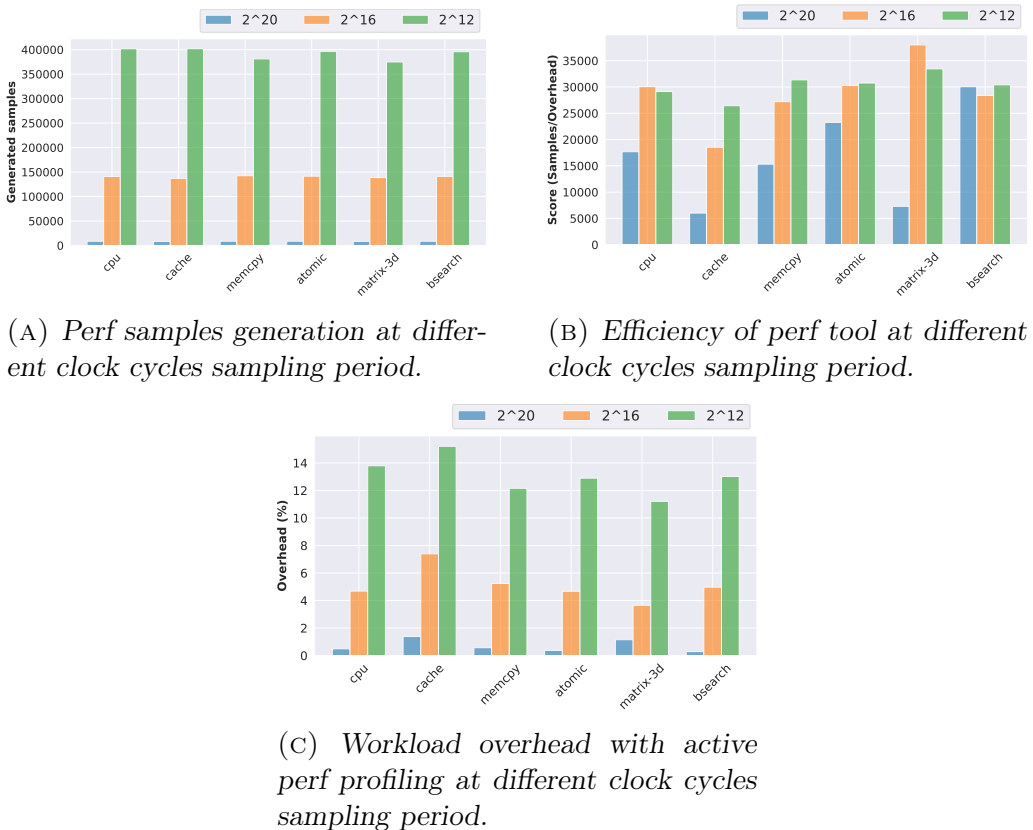 2^20 2^16 2^12
Generated samples
400000
350000
300000
250000
200000
150000
100000
50000
0
cpu cache memcpy atomic matrix-3d bsearch
(A) Perf samples generation at differ-
ent clock cycles sampling period.
2^20 2^16 2^12
Score (Samples/Overhead)
35000
30000
25000
20000
15000
10000
5000
0
cpu cache memcpy atomic matrix-3d bsearch
(B) Efficiency of perf tool at different
clock cycles sampling period.
2^20 2^16 2^12
Overhead (%)
14
12
10
8
6
4
2
0
cpu cache memcpy atomic matrix-3d bsearch
(C) Workload overhead with active
perf profiling at different clock cycles
sampling period.